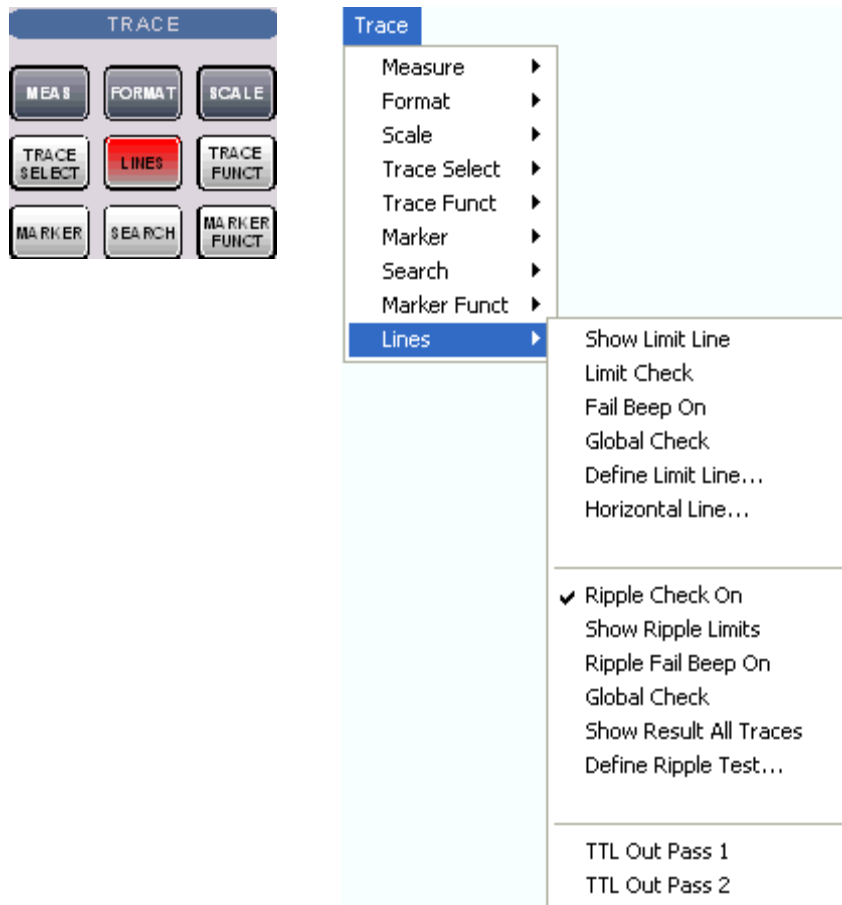 TRACE
MEAS FORMAT SCALE
TRACE SELECT LINES TRACE FUNCT
MARKER SEARCH MARKER FUNCT
Trace
Measure
Format
Scale
Trace Select
Trace Funct
Marker
Search
Marker Funct
Lines
Show Limit Line
Limit Check
Fail Beep On
Global Check
Define Limit Line...
Horizontal Line...
Ripple Check On
Show Ripple Limits
Ripple Fail Beep On
Global Check
Show Result All Traces
Define Ripple Test...
TTL Out Pass 1
TTL Out Pass 2